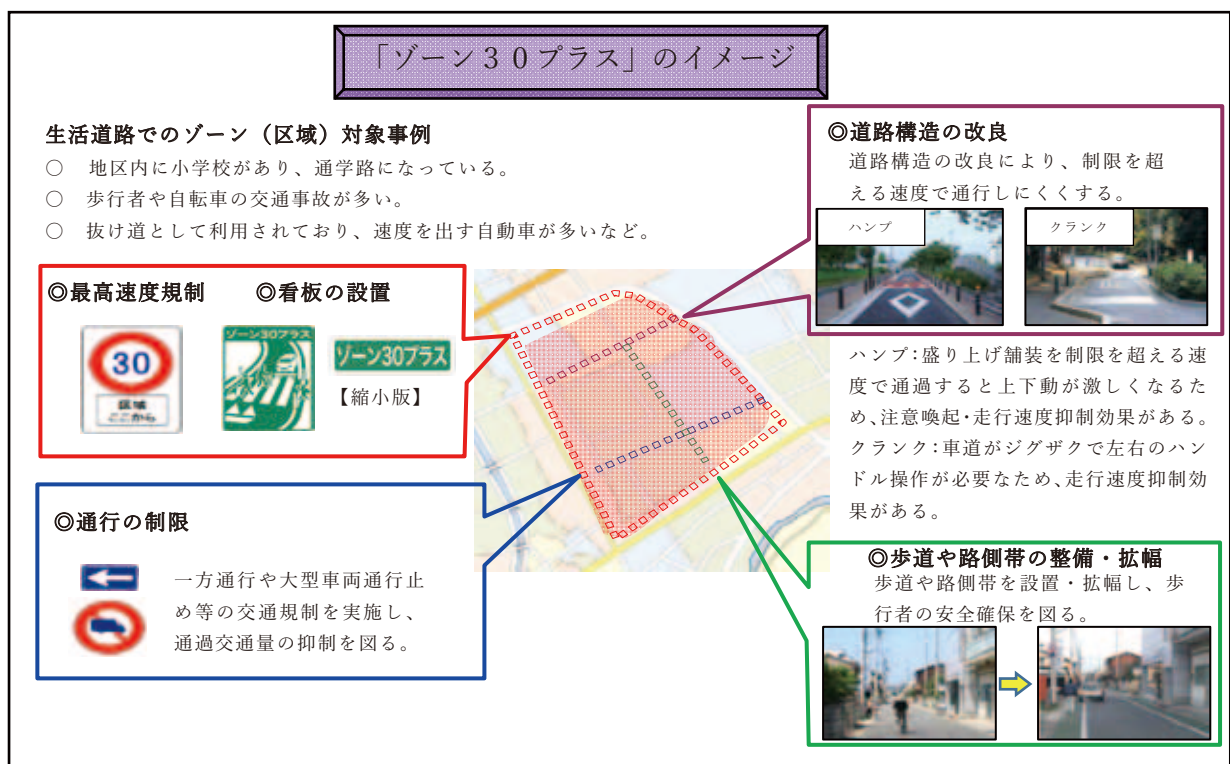 「ゾーン３０プラス」のイメージ
生活道路でのゾーン（区域）対象事例
○ 地区内に小学校があり、通学路になっている。
○ 歩行者や自転車の交通事故が多い。
○ 抜け道として利用されており、速度を出す自動車が多いなど。
◎最高速度規制 ◎看板の設置
30
区域
ここから
ゾーン30プラス
ゾーン30プラス
【縮小版】
◎通行の制限
一方通行や大型車両通行止
め等の交通規制を実施し、
通過交通量の抑制を図る。
◎道路構造の改良
道路構造の改良により、制限を超
える速度で通行しにくくする。
ハンプ
クランク
ハンプ：盛り上げ舗装を制限を超える速
度で通過すると上下動が激しくなるた
め、注意喚起・走行速度抑制効果がある。
クランク：車道がジグザクで左右のハン
ドル操作が必要なため、走行速度抑制効
果がある。
◎歩道や路側帯の整備・拡幅
歩道や路側帯を設置・拡幅し、歩
行者の安全確保を図る。